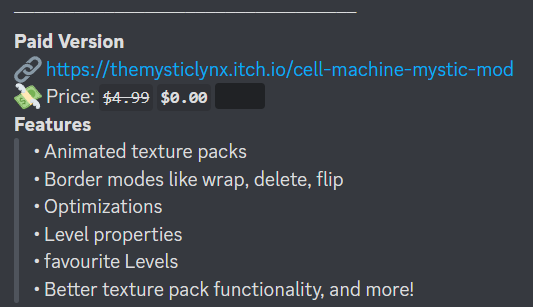 Paid Version
https://themysticlynx.itch.io/cell-machine-mystic-mod
Price: $4.99 $0.00
Features
• Animated texture packs
• Border modes like wrap, delete, flip
• Optimizations
• Level properties
• favourite Levels
• Better texture pack functionality, and more!